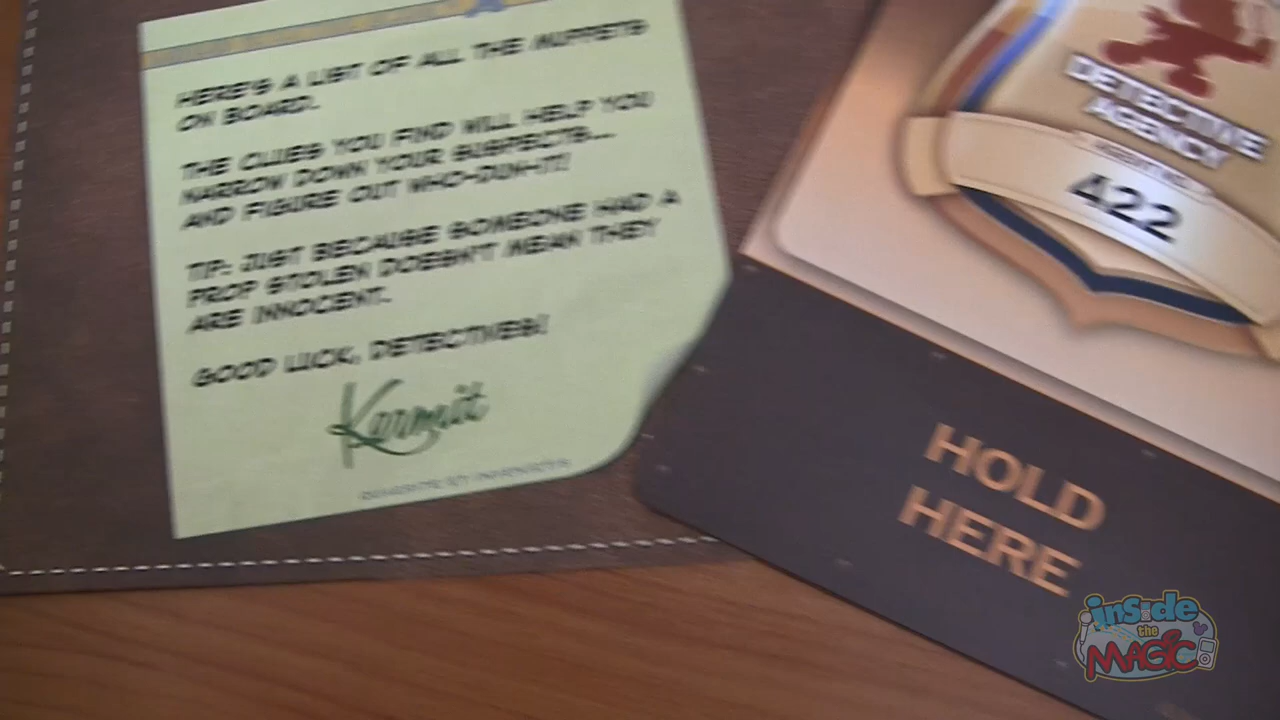 HERE'S A LIST OF ALL THE MUPPETS
ON BOARD.
THE CLUES YOU FIND WILL HELP YOU
NARROW DOWN YOUR SUSPECTS...
AND FIGURE OUT WHO-DUN-IT!
TIP: JUST BECAUSE SOMEONE HAD A
PROP STOLEN DOESN'T MEAN THEY
ARE INNOCENT.
GOOD LUCK, DETECTIVES!
Kermit
DETECTIVE
AGENCY
422
HOLD
HERE
inside
the
MAGIC